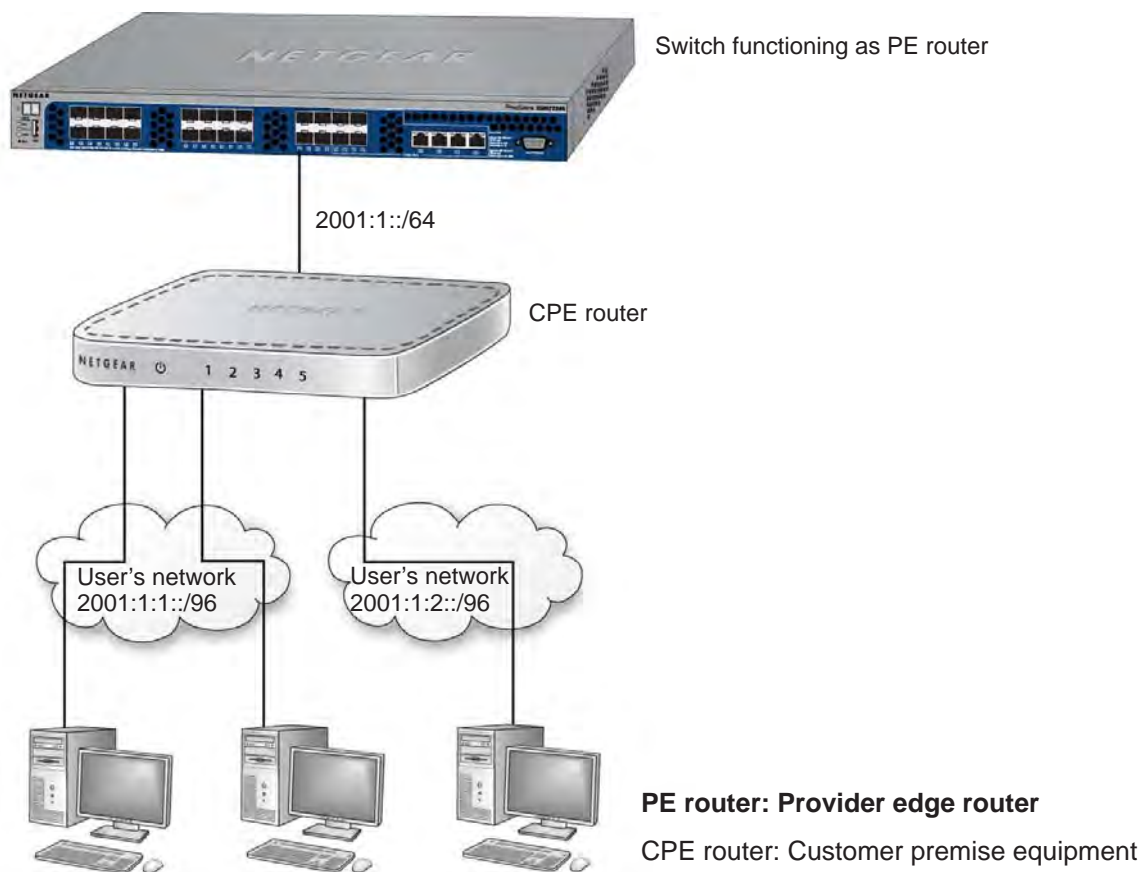 NETGEAR
Switch functioning as PE router
NETGEAR
2001:1::/64
CPE router
NETGEAR 1 2 3 4 5
User's network
2001:1:1::/96
User's network
2001:1:2::/96
PE router: Provider edge router
CPE router: Customer premise equipment